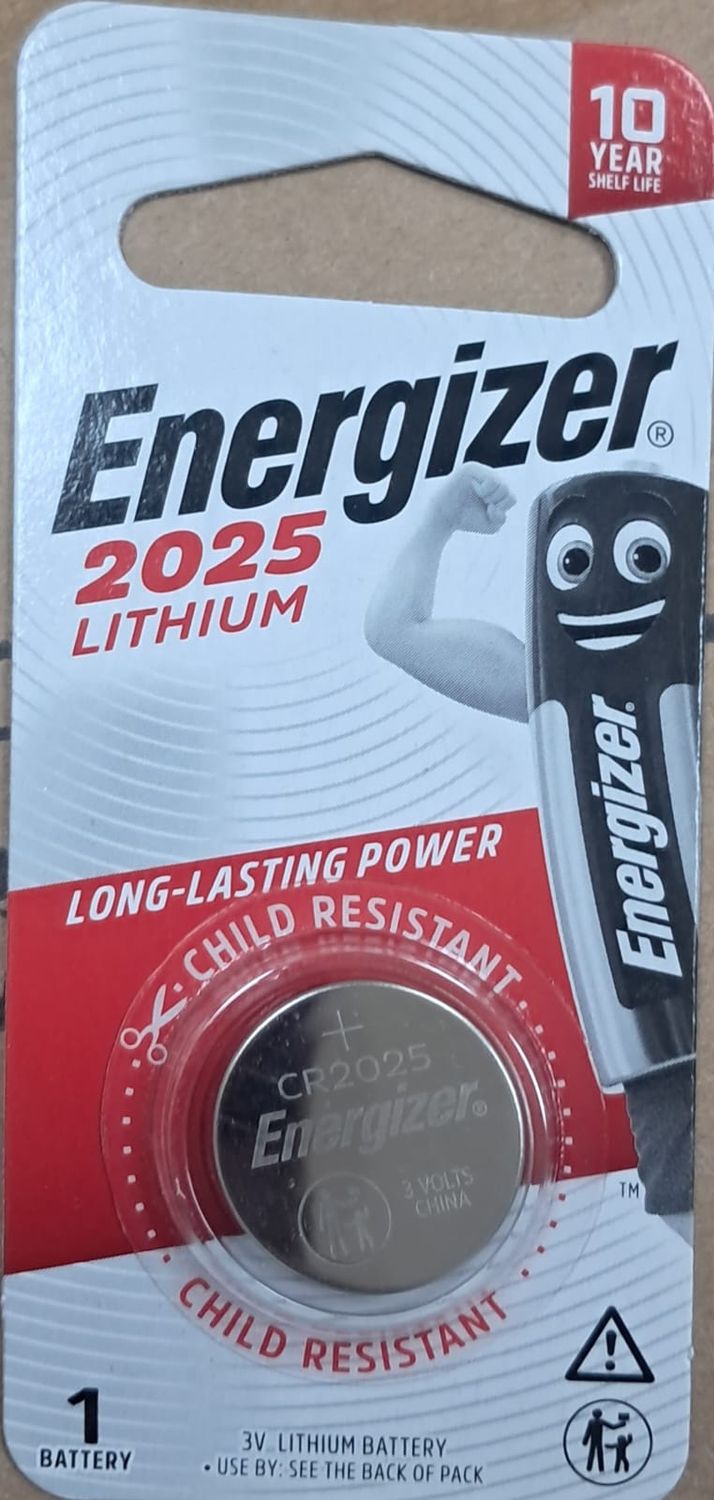 10
YEAR
SHELF LIFE
Energizer®
2025
LITHIUM
Energizer®
LONG-LASTING POWER
CHILD RESISTANT
+
CR2025
Energizer®
3 VOLTS
CHINA
TM
CHILD RESISTANT
1
BATTERY
3V LITHIUM BATTERY
• USE BY: SEE THE BACK OF PACK